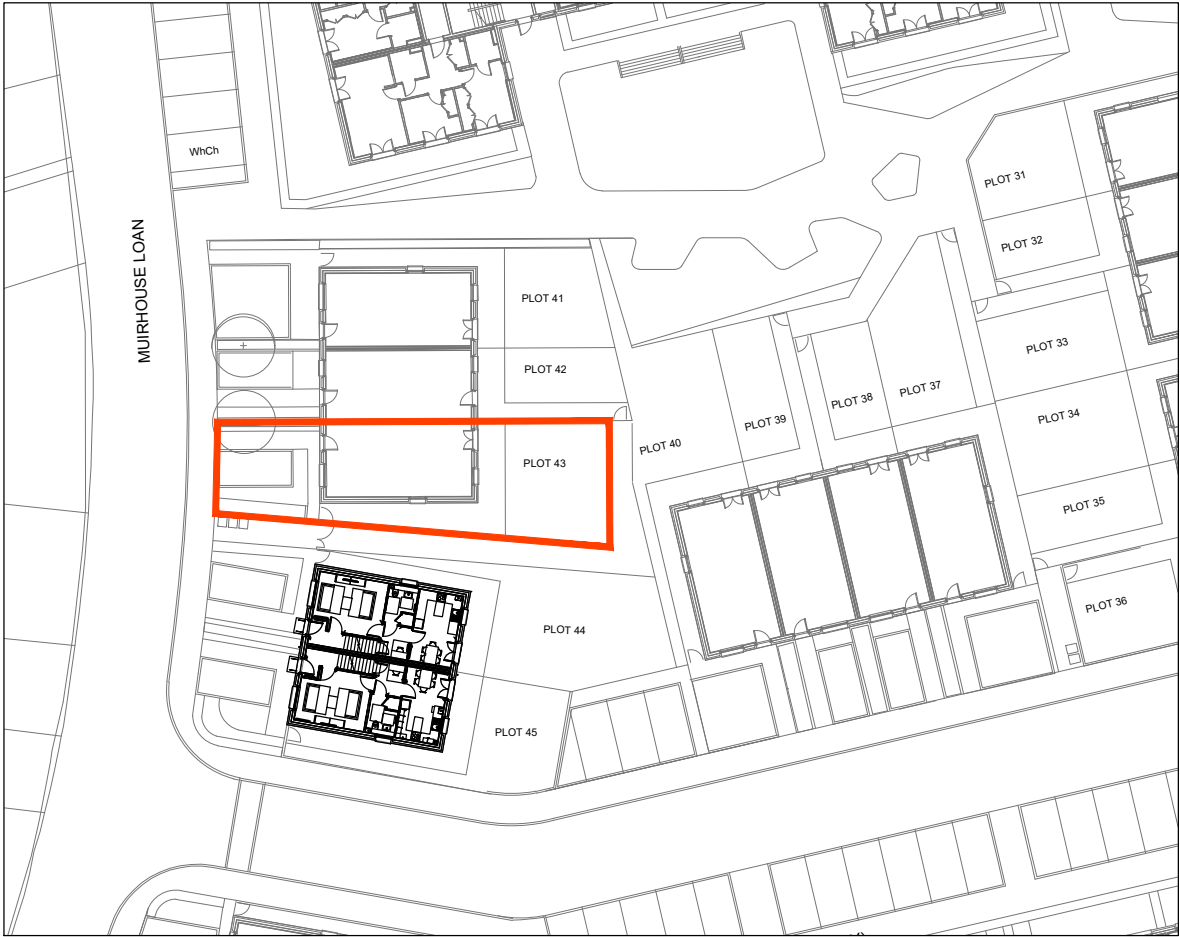 WhCh
MUIRHOUSE LOAN
PLOT 31
PLOT 32
PLOT 41
PLOT 42
PLOT 43
PLOT 33
PLOT 34
PLOT 35
PLOT 36
PLOT 37
PLOT 38
PLOT 39
PLOT 40
PLOT 44
PLOT 45